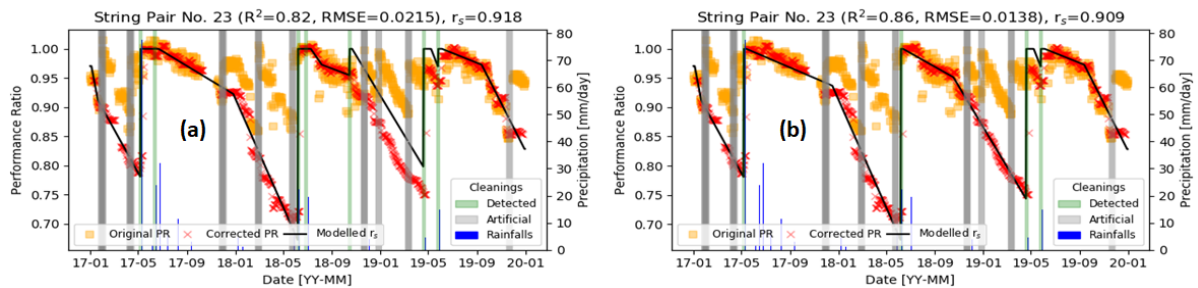 String Pair No. 23 (R²=0.82, RMSE=0.0215), rₛ=0.918
1.00
0.95
0.90
0.85
0.80
0.75
0.70
Performance Ratio
(a)
80
70
60
50
40
30
20
10
0
Precipitation [mm/day]
Cleanings
Detected
Artificial
Rainfalls
Original PR
Corrected PR
Modelled rₛ
17-01 17-05 17-09 18-01 18-05 18-09 19-01 19-05 19-09 20-01
Date [YY-MM]
String Pair No. 23 (R²=0.86, RMSE=0.0138), rₛ=0.909
1.00
0.95
0.90
0.85
0.80
0.75
0.70
Performance Ratio
(b)
80
70
60
50
40
30
20
10
0
Precipitation [mm/day]
Cleanings
Detected
Artificial
Rainfalls
Original PR
Corrected PR
Modelled rₛ
17-01 17-05 17-09 18-01 18-05 18-09 19-01 19-05 19-09 20-01
Date [YY-MM]